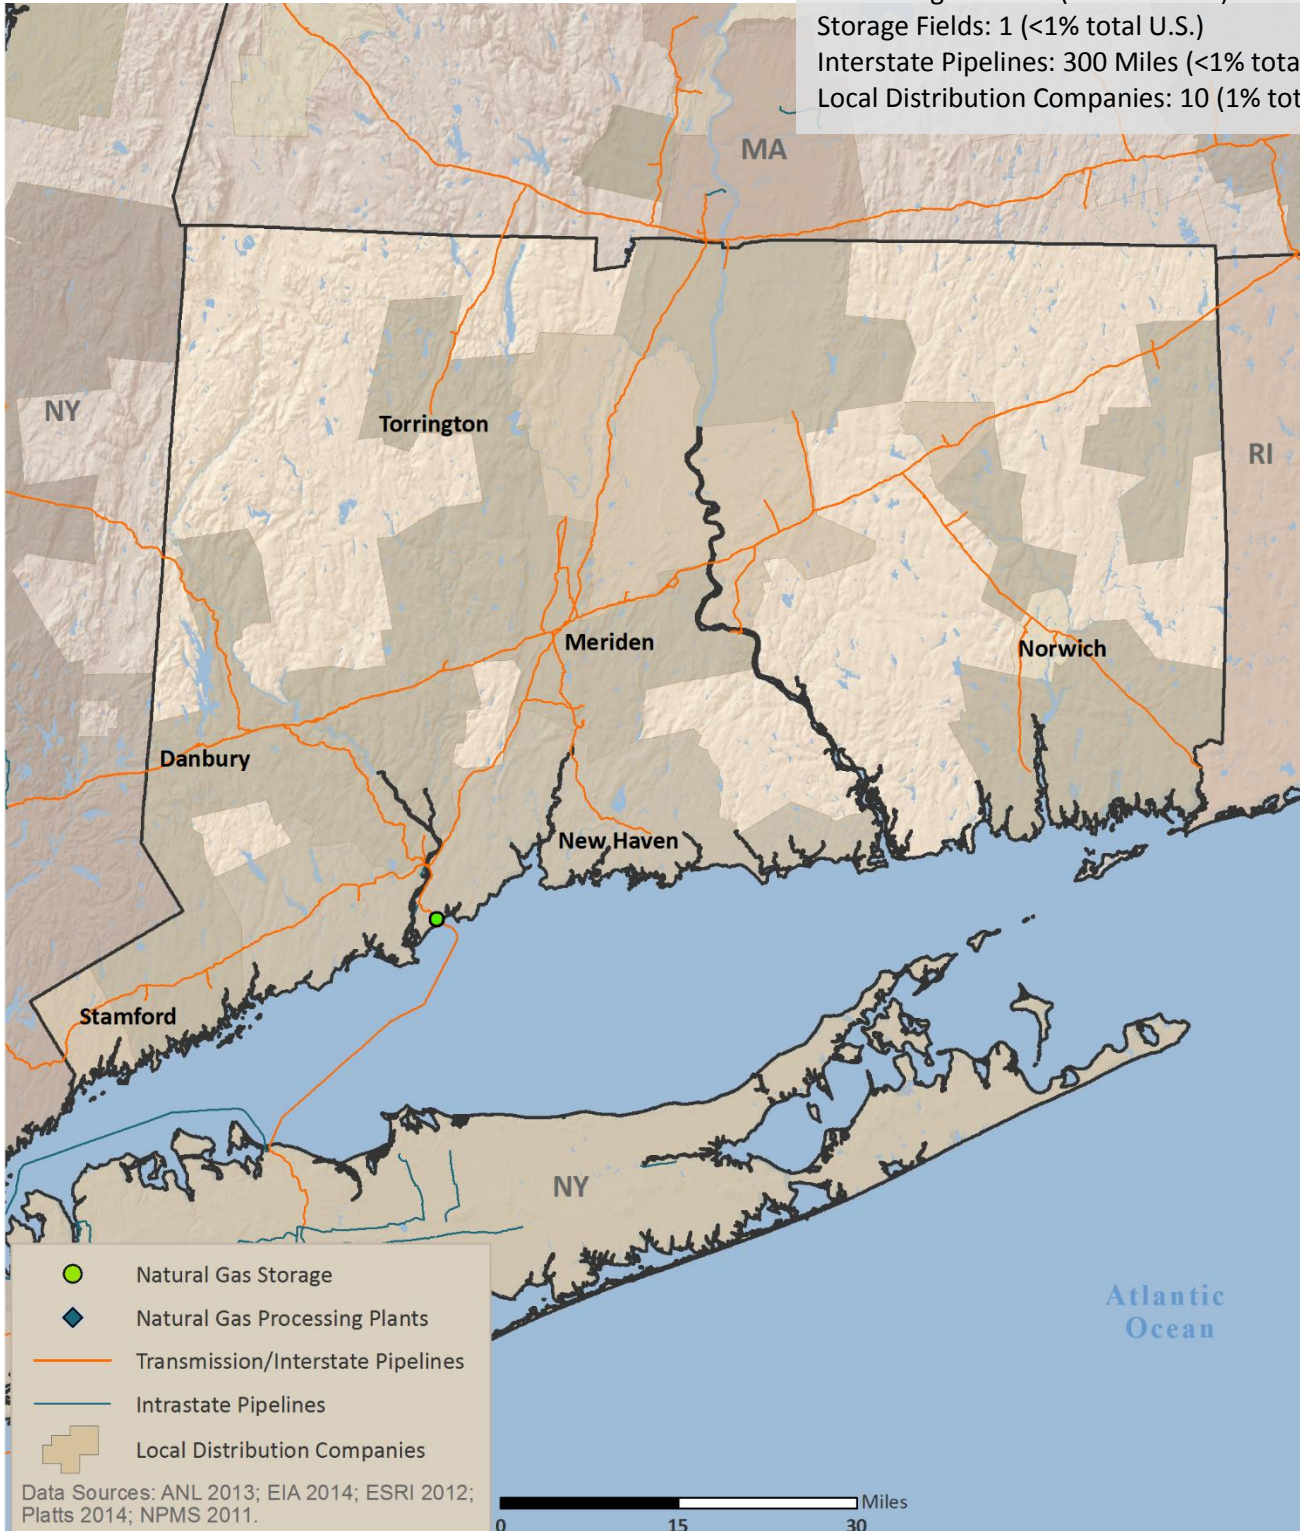 Storage Fields: 1 (<1% total U.S.)
Interstate Pipelines: 300 Miles (<1% tota
Local Distribution Companies: 10 (1% tot
MA
NY
Torrington
RI
Meriden
Norwich
Danbury
New Haven
Stamford
NY
Atlantic
Ocean
Natural Gas Storage
Natural Gas Processing Plants
Transmission/Interstate Pipelines
Intrastate Pipelines
Local Distribution Companies
Data Sources: ANL 2013; EIA 2014; ESRI 2012;
Platts 2014; NPMS 2011.
Miles
0 15 30